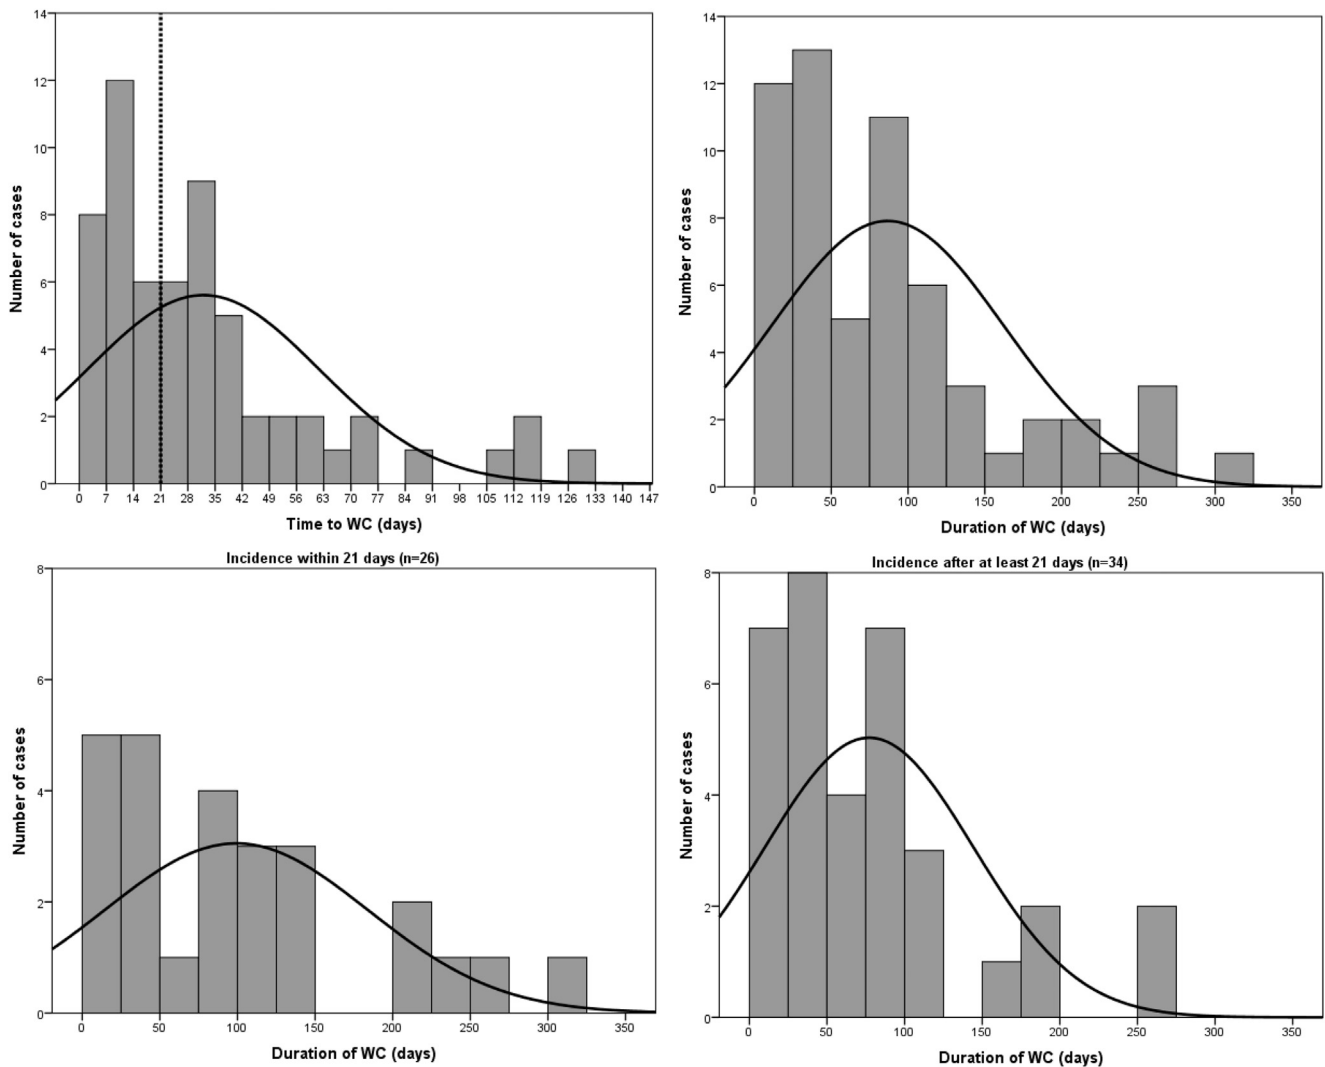 14
12
10
8
6
4
2
0
Number of cases
0 7 14 21 28 35 42 49 56 63 70 77 84 91 98 105 112 119 126 133 140 147
Time to WC (days)
14
12
10
8
6
4
2
0
Number of cases
0 50 100 150 200 250 300 350
Duration of WC (days)
Incidence within 21 days (n=26)
8
6
4
2
0
Number of cases
0 50 100 150 200 250 300 350
Duration of WC (days)
Incidence after at least 21 days (n=34)
8
6
4
2
0
Number of cases
0 50 100 150 200 250 300 350
Duration of WC (days)